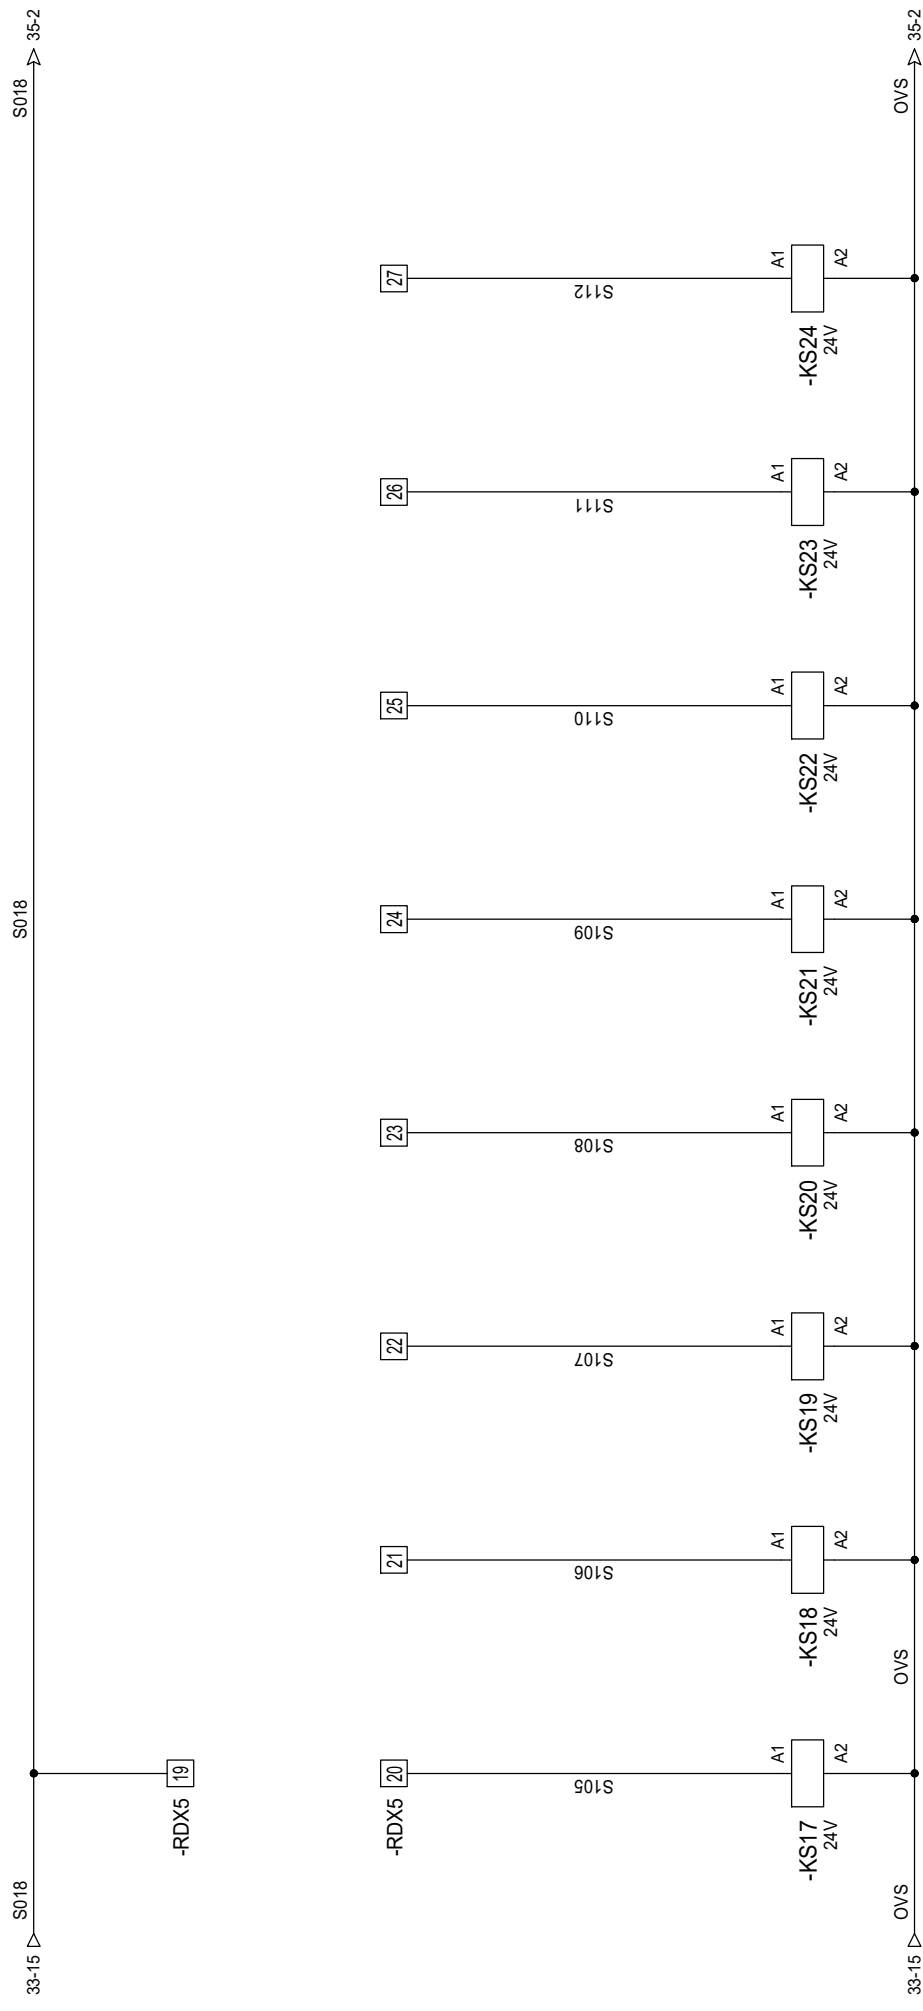 33-15
S018
S018
S018
35-2
-RDX5
19
-RDX5
20
21
22
23
24
25
26
27
S105
S106
S107
S108
S109
S110
S111
S112
A1
A1
A1
A1
A1
A1
A1
A1
-KS17
24V
-KS18
24V
-KS19
24V
-KS20
24V
-KS21
24V
-KS22
24V
-KS23
24V
-KS24
24V
A2
A2
A2
A2
A2
A2
A2
A2
33-15
OVS
OVS
OVS
35-2